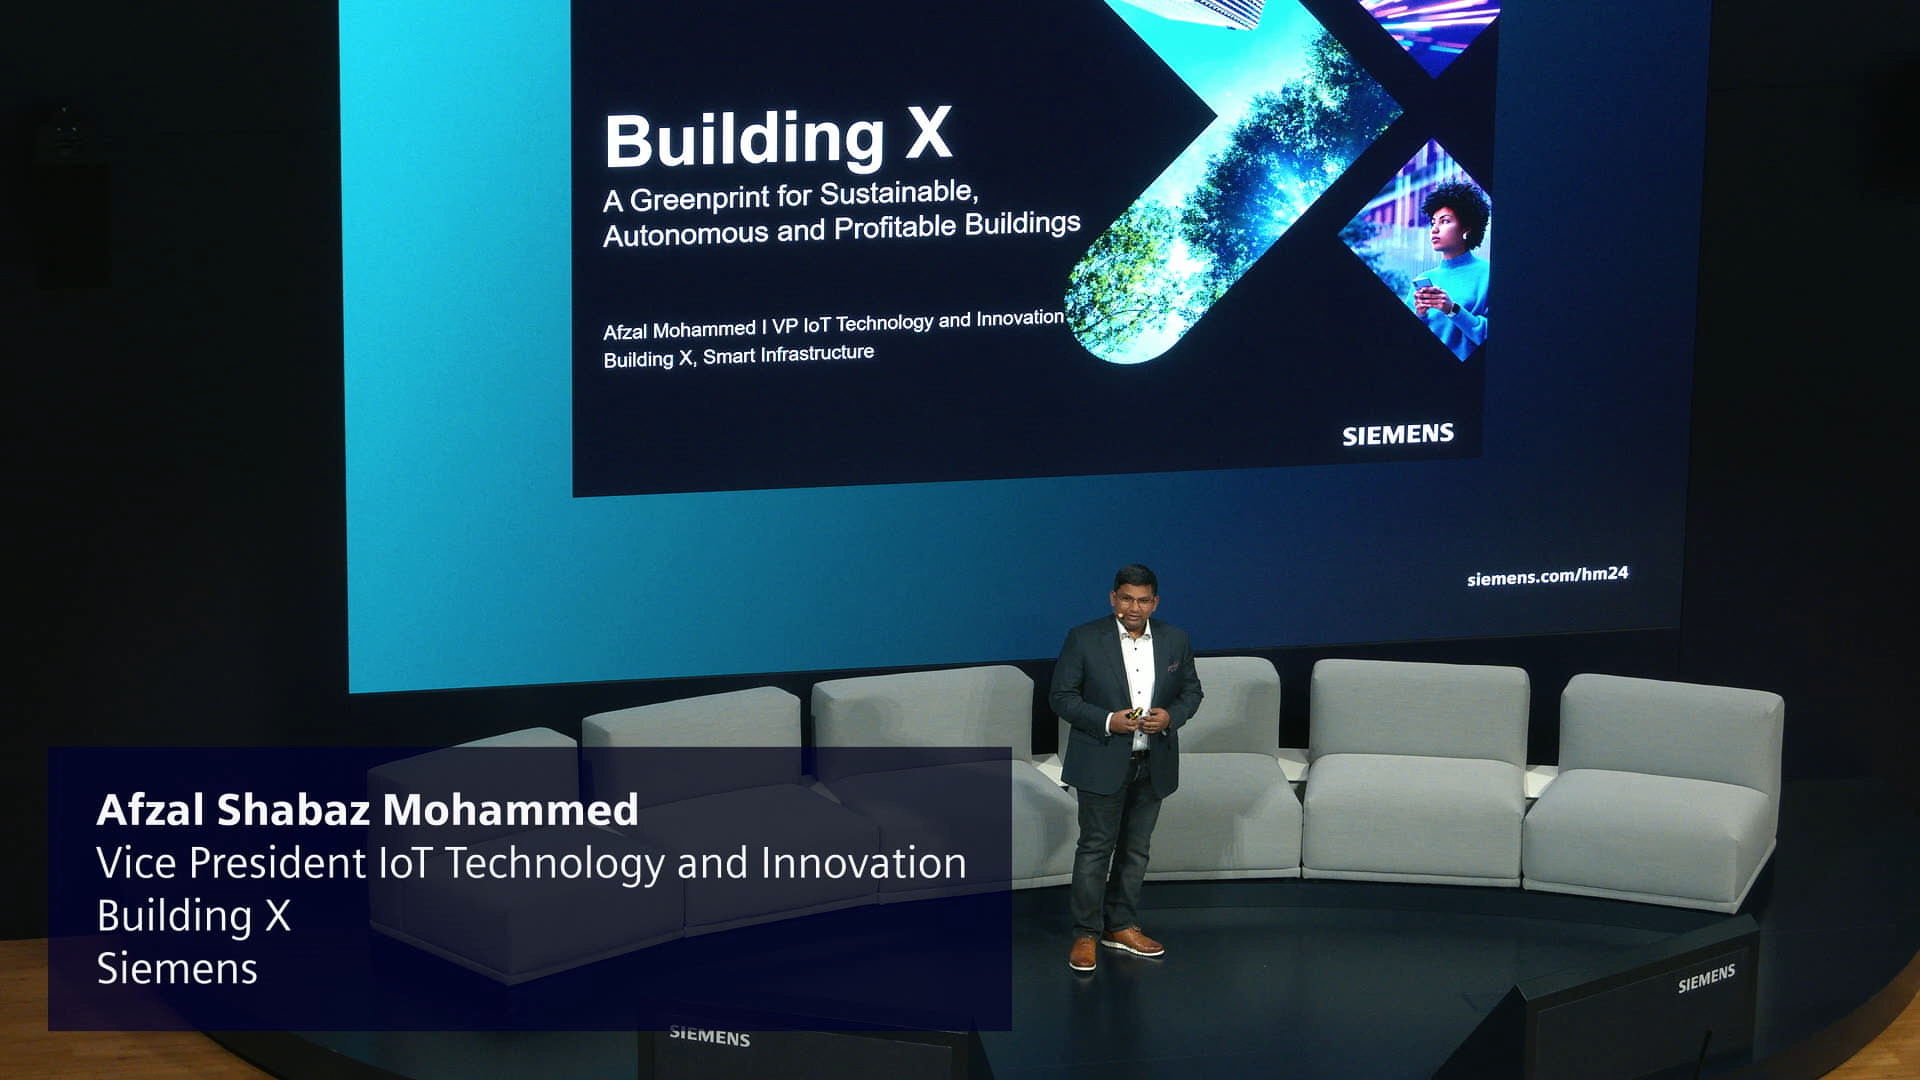 Building X
A Greenprint for Sustainable,
Autonomous and Profitable Buildings
Afzal Mohammed I VP IoT Technology and Innovation
Building X, Smart Infrastructure
SIEMENS
siemens.com/hm24
Afzal Shabaz Mohammed
Vice President IoT Technology and Innovation
Building X
Siemens
SIEMENS
SIEMENS